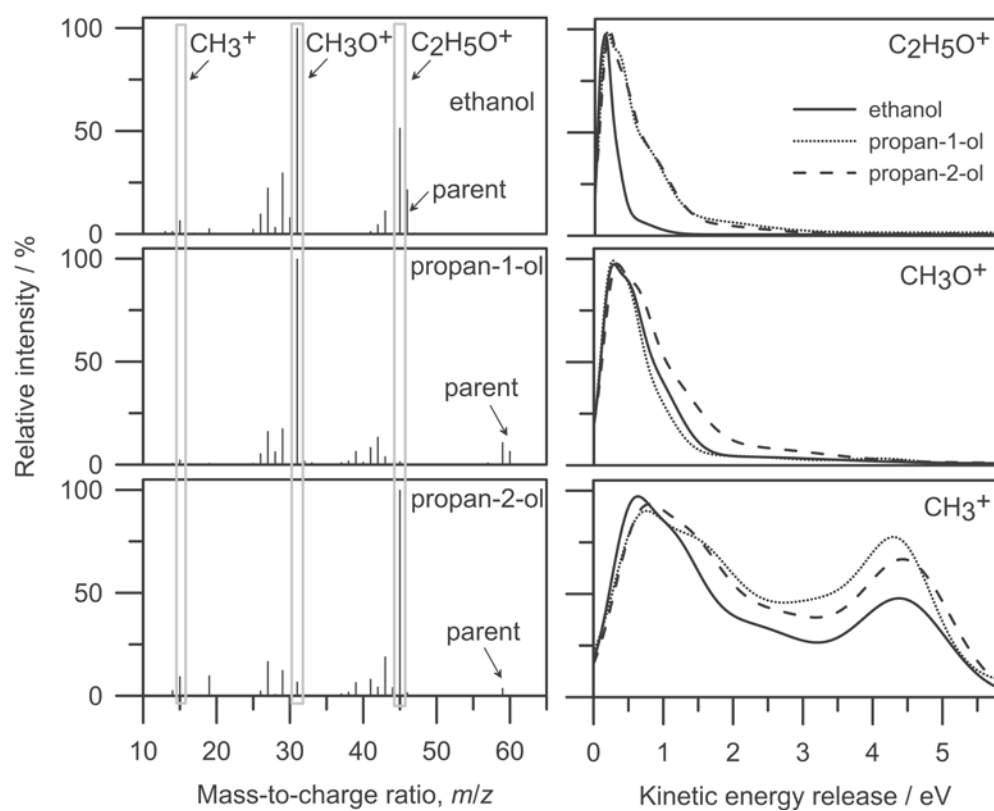 Relative intensity / %
100
50
0
CH3+
CH3O+
C2H5O+
ethanol
parent
100
50
0
propan-1-ol
parent
100
50
0
propan-2-ol
parent
10 20 30 40 50 60
Mass-to-charge ratio, m/z
C2H5O+
ethanol
propan-1-ol
propan-2-ol
CH3O+
CH3+
0 1 2 3 4 5
Kinetic energy release / eV